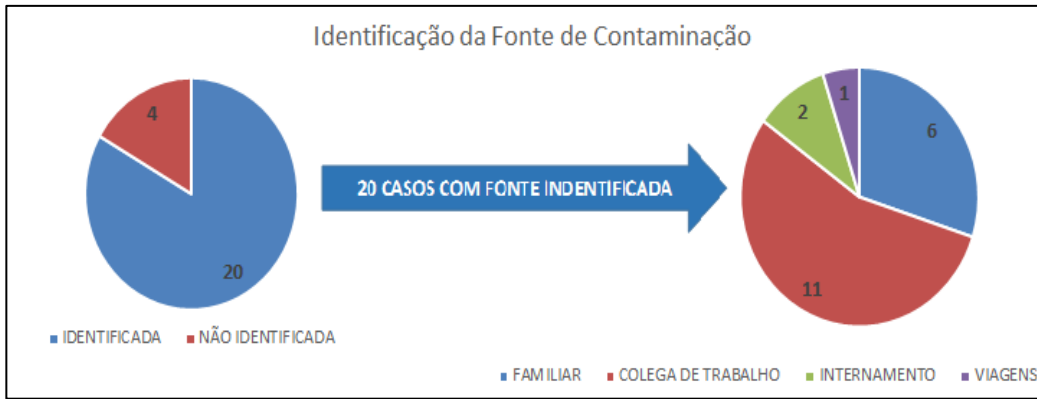 Identificação da Fonte de Contaminação
4
20
IDENTIFICADA NÃO IDENTIFICADA
20 CASOS COM FONTE INDENTIFICADA
1
2
6
11
FAMILIAR COLEGA DE TRABALHO INTERNAMENTO VIAGENS